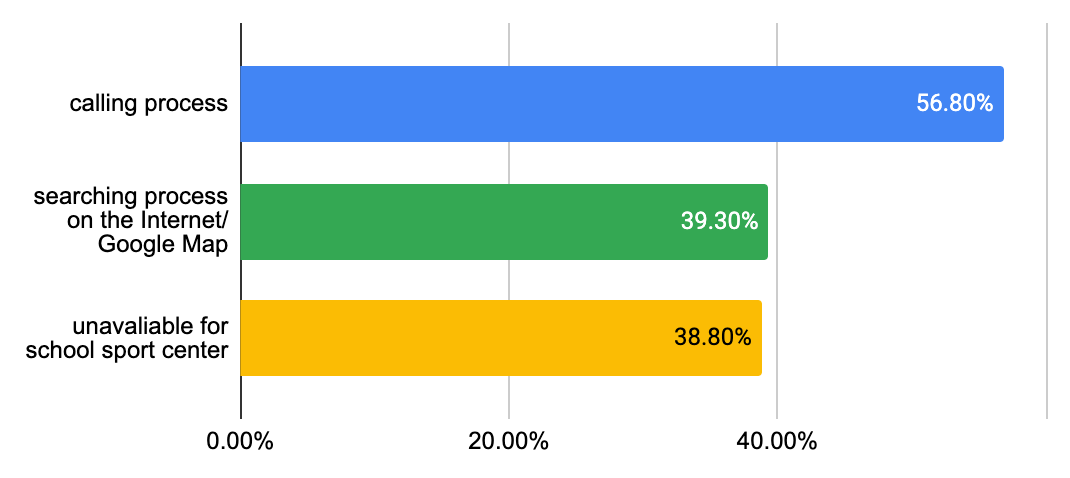 calling process
56.80%
searching process
on the Internet/
Google Map
39.30%
unavaliable for
school sport center
38.80%
0.00%
20.00%
40.00%